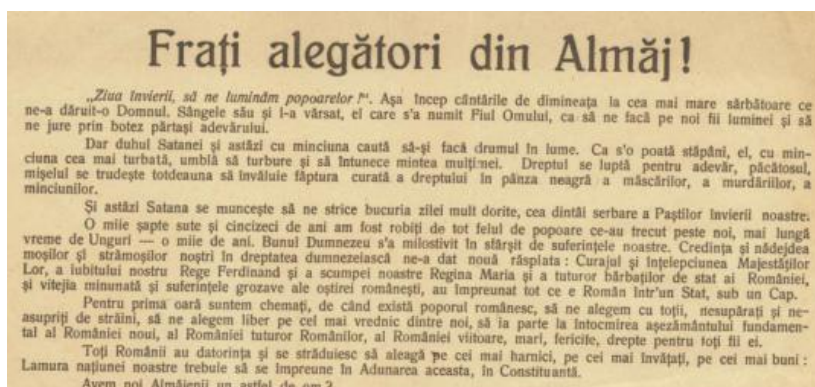 Frați alegători din Almăj!
„Ziua învierii, să ne luminăm popoarelor !“. Așa încep cântările de dimineața la cea mai mare sărbătoare ce
ne-a dăruit-o Domnul. Sângele său și l-a vărsat, el care s'a numit Fiul Omului, ca să ne facă pe noi fii luminei și să
ne jure prin botez părtași adevărului.
Dar duhul Satanei și astăzi cu minciuna caută să-și facă drumul în lume. Ca s'o poată stăpâni, el, cu min-
ciuna cea mai turbată, umblă să turbure și să întunece mintea mulțimei. Dreptul se luptă pentru adevăr, păcătosul,
mișelul se trudește totdeauna să învăluie făptura curată a dreptului în pânza neagră a măscărilor, a murdăriilor, a
minciunilor.
Și astăzi Satana se muncește să ne strice bucuria zilei mult dorite, cea dintâi serbare a Paștilor învierii noastre.
O miie șapte sute și cincizeci de ani am fost robiți de tot felul de popoare ce-au trecut peste noi, mai lungă
vreme de Unguri — o miie de ani. Bunul Dumnezeu s'a milostivit în sfârșit de suferințele noastre. Credința și nădejdea
moșilor și strămoșilor noștri în dreptatea dumnezeiască ne-a dat nouă răsplata : Curajul și înțelepciunea Majestăților
Lor, a iubitului nostru Rege Ferdinand și a scumpei noastre Regina Maria și a tuturor bărbaților de stat ai României,
și vitejia minunată și suferințele grozave ale oștirei românești, au împreunat tot ce e Român într'un Stat, sub un Cap.
Pentru prima oară suntem chemați, de când există poporul românesc, să ne alegem cu toții, nesupărați și ne-
asupriți de străini, să ne alegem liber pe cel mai vrednic dintre noi, să ia parte la întocmirea așezământului fundamen-
tal al României noui, al României tuturor Românilor, al României viitoare, mari, fericite, drepte pentru toți fii ei.
Toți Românii au datorința și se străduiesc să aleagă pe cei mai harnici, pe cei mai învățați, pe cei mai buni :
Lamura națiunei noastre trebuie să se împreune în Adunarea aceasta, în Constituantă.
Avem noi Almăjenii un astfel de om ?